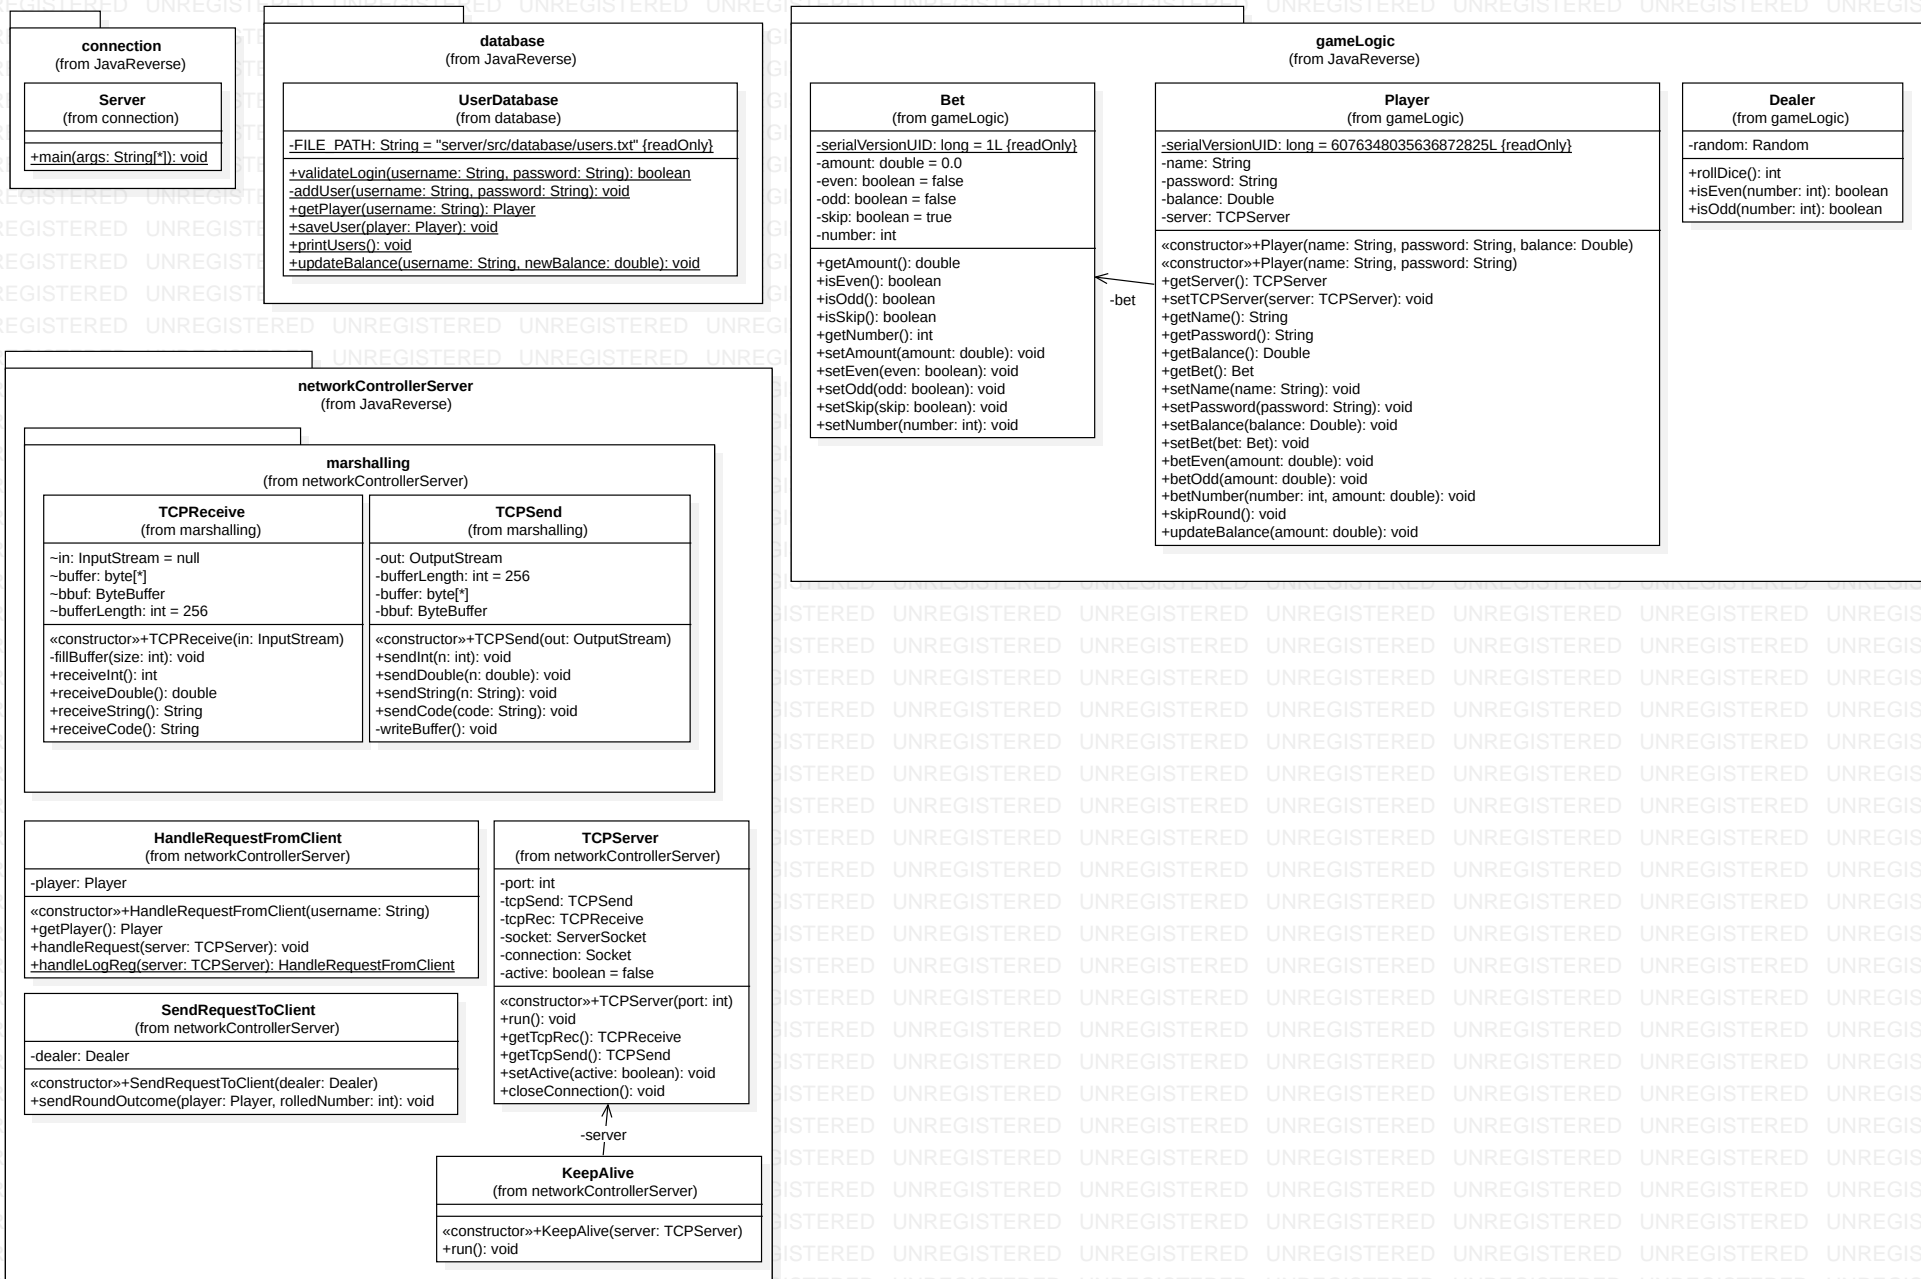 connection
(from JavaReverse)
Server
(from connection)
+main(args: String[*]): void
database
(from JavaReverse)
UserDatabase
(from database)
-FILE_PATH: String = "server/src/database/users.txt" {readOnly}
+validateLogin(username: String, password: String): boolean
-addUser(username: String, password: String): void
+getPlayer(username: String): Player
+saveUser(player: Player): void
+printUsers(): void
+updateBalance(username: String, newBalance: double): void
gameLogic
(from JavaReverse)
Bet
(from gameLogic)
-serialVersionUID: long = 1L {readOnly}
-amount: double = 0.0
-even: boolean = false
-odd: boolean = false
-skip: boolean = true
-number: int
+getAmount(): double
+isEven(): boolean
+isOdd(): boolean
+isSkip(): boolean
+getNumber(): int
+setAmount(amount: double): void
+setEven(even: boolean): void
+setOdd(odd: boolean): void
+setSkip(skip: boolean): void
+setNumber(number: int): void
-bet
Player
(from gameLogic)
-serialVersionUID: long = 6076348035636872825L {readOnly}
-name: String
-password: String
-balance: Double
-server: TCPServer
«constructor»+Player(name: String, password: String, balance: Double)
«constructor»+Player(name: String, password: String)
+getServer(): TCPServer
+setTCPServer(server: TCPServer): void
+getName(): String
+getPassword(): String
+getBalance(): Double
+getBet(): Bet
+setName(name: String): void
+setPassword(password: String): void
+setBalance(balance: Double): void
+setBet(bet: Bet): void
+betEven(amount: double): void
+betOdd(amount: double): void
+betNumber(number: int, amount: double): void
+skipRound(): void
+updateBalance(amount: double): void
Dealer
(from gameLogic)
-random: Random
+rollDice(): int
+isEven(number: int): boolean
+isOdd(number: int): boolean
networkControllerServer
(from JavaReverse)
marshalling
(from networkControllerServer)
TCPReceive
(from marshalling)
~in: InputStream = null
~buffer: byte[*]
~bbuf: ByteBuffer
~bufferLength: int = 256
«constructor»+TCPReceive(in: InputStream)
-fillBuffer(size: int): void
+receiveInt(): int
+receiveDouble(): double
+receiveString(): String
+receiveCode(): String
TCPSend
(from marshalling)
-out: OutputStream
-bufferLength: int = 256
-buffer: byte[*]
-bbuf: ByteBuffer
«constructor»+TCPSend(out: OutputStream)
+sendInt(n: int): void
+sendDouble(n: double): void
+sendString(n: String): void
+sendCode(code: String): void
-writeBuffer(): void
HandleRequestFromClient
(from networkControllerServer)
-player: Player
«constructor»+HandleRequestFromClient(username: String)
+getPlayer(): Player
+handleRequest(server: TCPServer): void
+handleLogReg(server: TCPServer): HandleRequestFromClient
SendRequestToClient
(from networkControllerServer)
-dealer: Dealer
«constructor»+SendRequestToClient(dealer: Dealer)
+sendRoundOutcome(player: Player, rolledNumber: int): void
TCPServer
(from networkControllerServer)
-port: int
-tcpSend: TCPSend
-tcpRec: TCPReceive
-socket: ServerSocket
-connection: Socket
-active: boolean = false
«constructor»+TCPServer(port: int)
+run(): void
+getTcpRec(): TCPReceive
+getTcpSend(): TCPSend
+setActive(active: boolean): void
+closeConnection(): void
-server
KeepAlive
(from networkControllerServer)
«constructor»+KeepAlive(server: TCPServer)
+run(): void